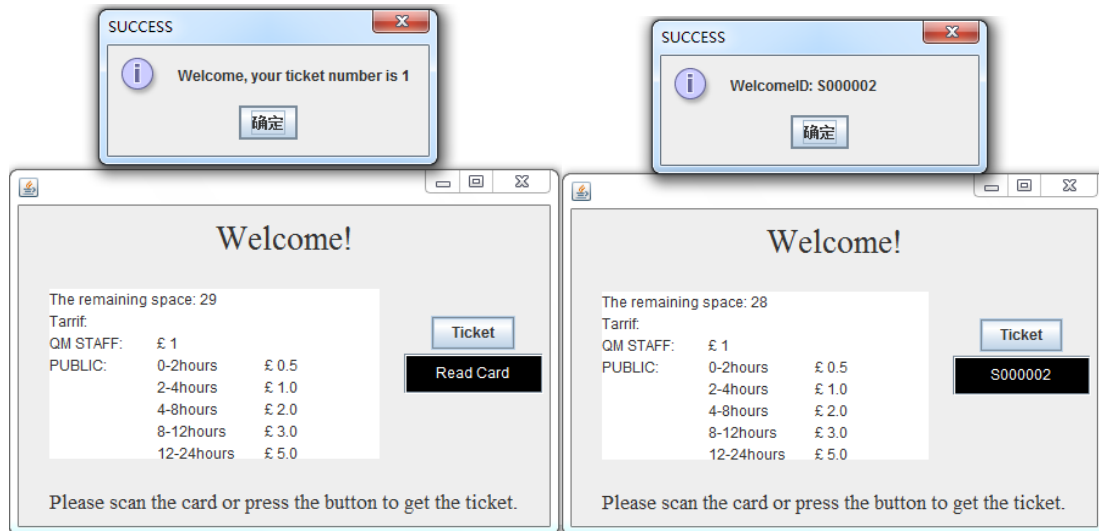 SUCCESS
Welcome, your ticket number is 1
确定
Welcome!
The remaining space: 29
Tarrif:
QM STAFF: £ 1
PUBLIC: 0-2hours £ 0.5
2-4hours £ 1.0
4-8hours £ 2.0
8-12hours £ 3.0
12-24hours £ 5.0
Ticket
Read Card
Please scan the card or press the button to get the ticket.
SUCCESS
WelcomeID: S000002
确定
Welcome!
The remaining space: 28
Tarrif:
QM STAFF: £ 1
PUBLIC: 0-2hours £ 0.5
2-4hours £ 1.0
4-8hours £ 2.0
8-12hours £ 3.0
12-24hours £ 5.0
Ticket
S000002
Please scan the card or press the button to get the ticket.